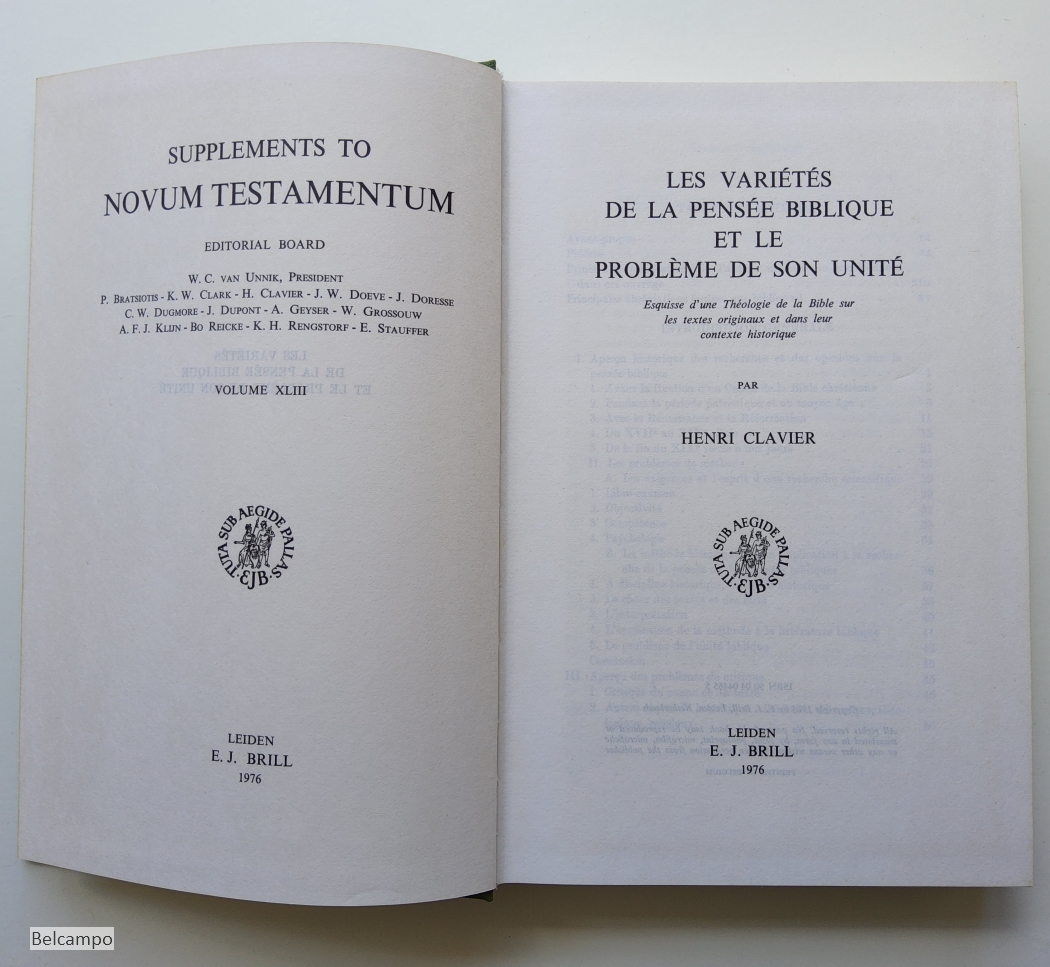 SUPPLEMENTS TO
NOVUM TESTAMENTUM
EDITORIAL BOARD
W. C. VAN UNNIK, PRESIDENT
P. BRATSIOTIS - K. W. CLARK - H. CLAVIER - J. W. DOEVE - J. DORESSE
C. W. DUGMORE - J. DUPONT - A. GEYSER - W. GROSSOUW
A. F. J. KLIJN - BO REICKE - K. H. RENGSTORF - E. STAUFFER
VOLUME XLIII
TUTA SUB AEGIDE PALLAS
·EJB·
LEIDEN
E. J. BRILL
1976
LES VARIÉTÉS
DE LA PENSÉE BIBLIQUE
ET LE
PROBLÈME DE SON UNITÉ
Esquisse d'une Théologie de la Bible sur
les textes originaux et dans leur
contexte historique
PAR
HENRI CLAVIER
TUTA SUB AEGIDE PALLAS
·EJB·
LEIDEN
E. J. BRILL
1976
Belcampo